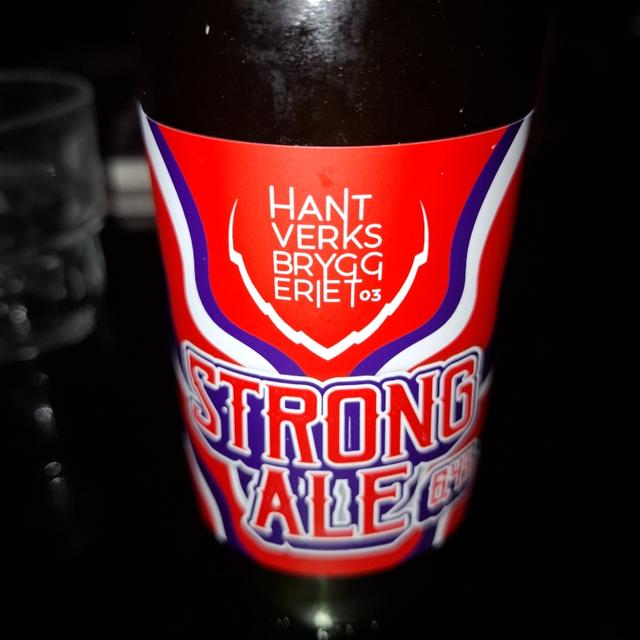 HANT
VERKS
BRYGG
ERIET03
STRONG
ALE